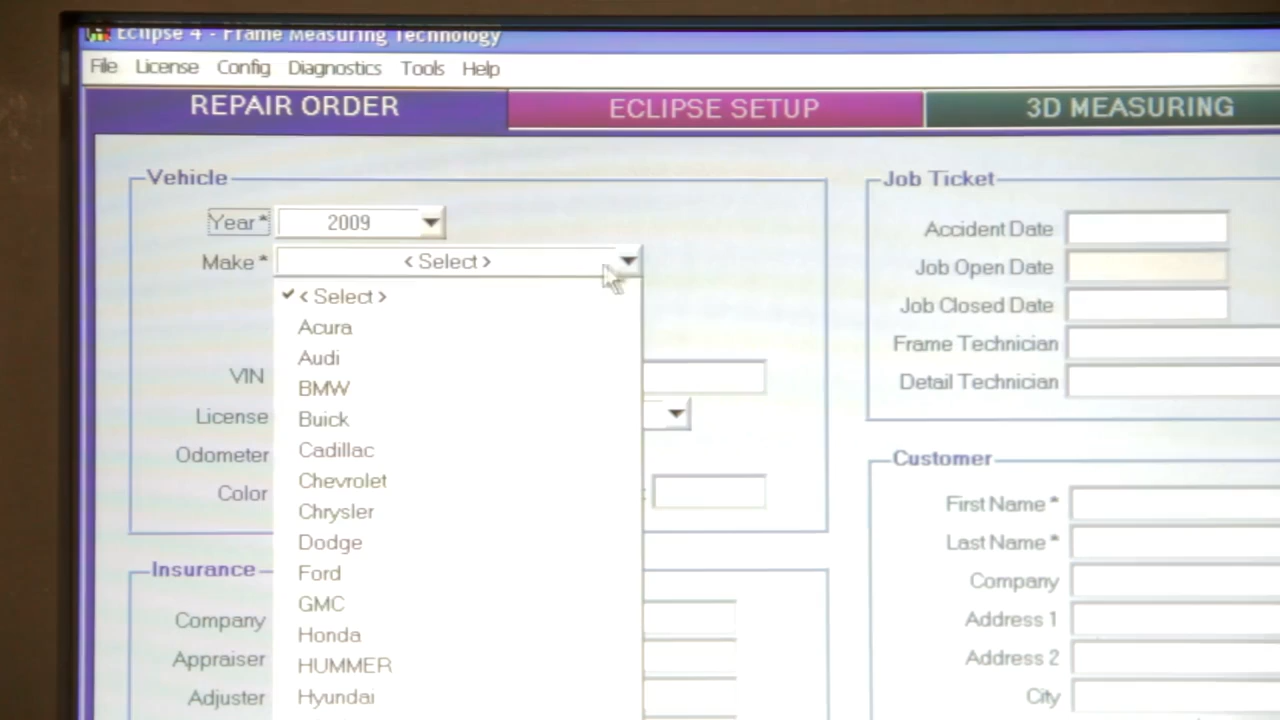 Eclipse 4 - Frame Measuring Technology
File License Config Diagnostics Tools Help
REPAIR ORDER ECLIPSE SETUP 3D MEASURING
Vehicle
Year* 2009
Make* < Select >
< Select >
Acura
Audi
BMW
Buick
Cadillac
Chevrolet
Chrysler
Dodge
Ford
GMC
Honda
HUMMER
Hyundai
VIN
License
Odometer
Color
Insurance
Company
Appraiser
Adjuster
Job Ticket
Accident Date
Job Open Date
Job Closed Date
Frame Technician
Detail Technician
Customer
First Name*
Last Name*
Company
Address 1
Address 2
City